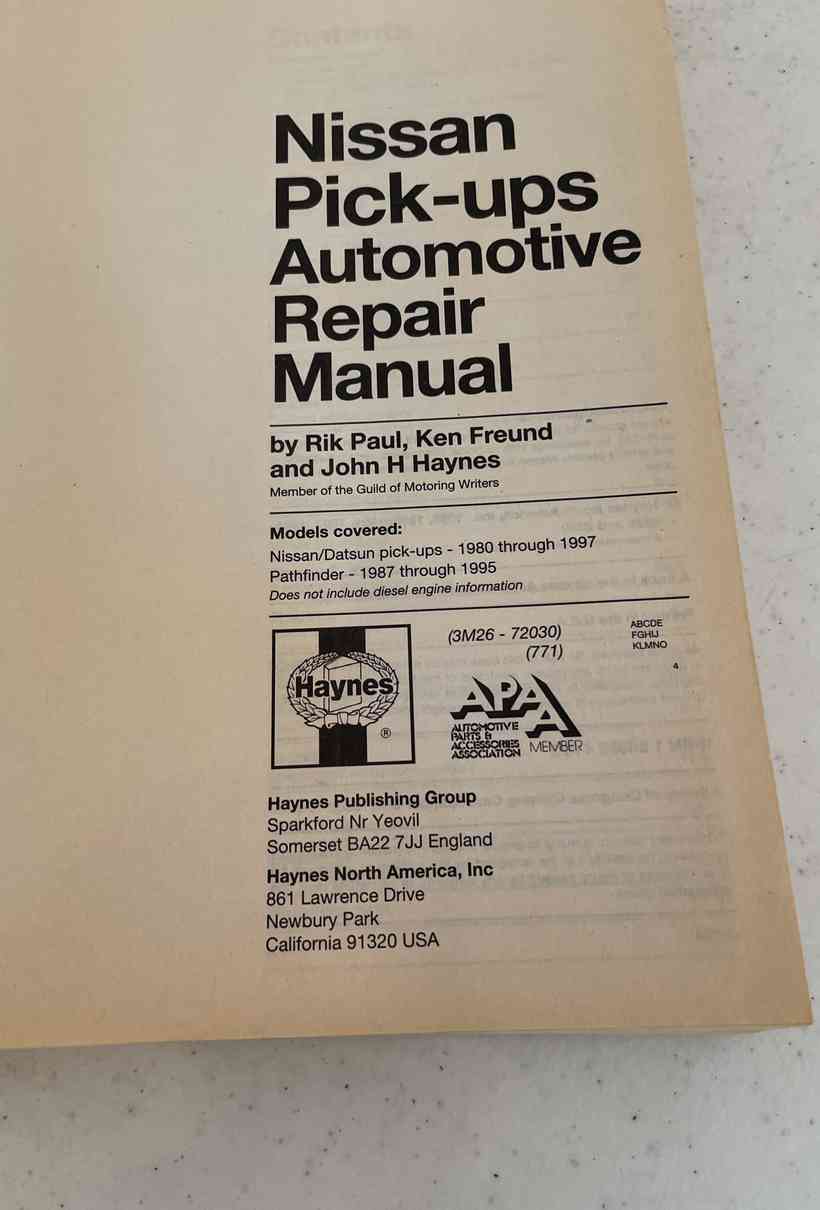 Nissan
Pick-ups
Automotive
Repair
Manual
by Rik Paul, Ken Freund
and John H Haynes
Member of the Guild of Motoring Writers
Models covered:
Nissan/Datsun pick-ups - 1980 through 1997
Pathfinder - 1987 through 1995
Does not include diesel engine information
Haynes
®
(3M26 - 72030)
(771)
ABCDE
FGHIJ
KLMNO
4
APAA
AUTOMOTIVE
PARTS &
ACCESSORIES
ASSOCIATION
MEMBER
Haynes Publishing Group
Sparkford Nr Yeovil
Somerset BA22 7JJ England
Haynes North America, Inc
861 Lawrence Drive
Newbury Park
California 91320 USA